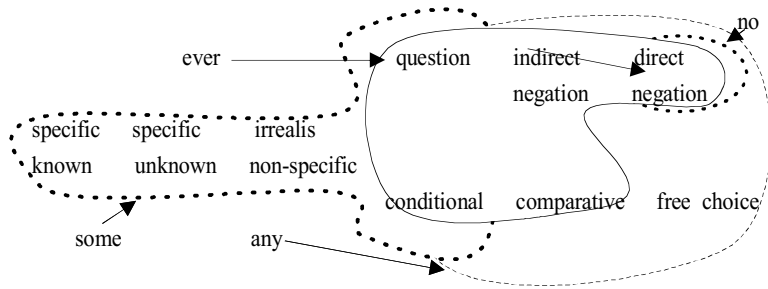 no
ever question indirect direct
negation negation
specific specific irrealis
known unknown non-specific
conditional comparative free choice
some any